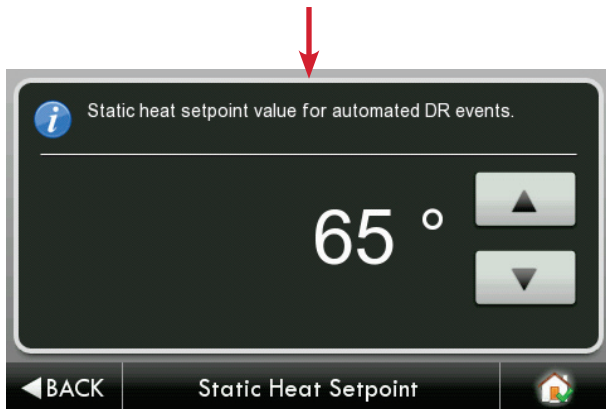 Static heat setpoint value for automated DR events.
65 °
BACK
Static Heat Setpoint